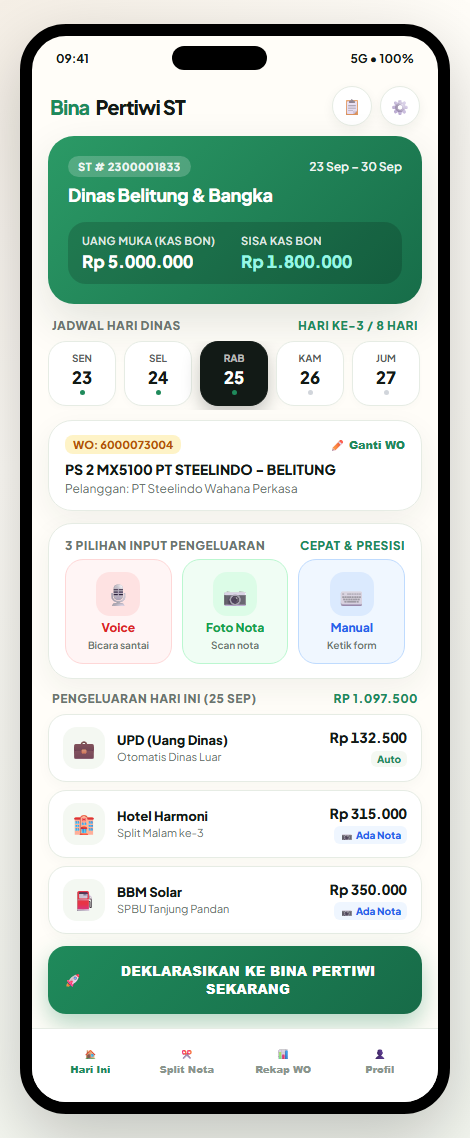 09:41
5G • 100%
Bina Pertiwi ST
ST # 2300001833
23 Sep – 30 Sep
Dinas Belitung & Bangka
UANG MUKA (KAS BON)
SISA KAS BON
Rp 5.000.000
Rp 1.800.000
JADWAL HARI DINAS
HARI KE-3 / 8 HARI
SEN
SEL
RAB
KAM
JUM
23
24
25
26
27
WO: 6000073004
Ganti WO
PS 2 MX5100 PT STEELINDO - BELITUNG
Pelanggan: PT Steelindo Wahana Perkasa
3 PILIHAN INPUT PENGELUARAN
CEPAT & PRESISI
Voice
Foto Nota
Manual
Bicara santai
Scan nota
Ketik form
PENGELUARAN HARI INI (25 SEP)
RP 1.097.500
UPD (Uang Dinas)
Rp 132.500
Otomatis Dinas Luar
Auto
Hotel Harmoni
Rp 315.000
Split Malam ke-3
Ada Nota
BBM Solar
Rp 350.000
SPBU Tanjung Pandan
Ada Nota
DEKLARASIKAN KE BINA PERTIWI
SEKARANG
Hari Ini
Split Nota
Rekap WO
Profil